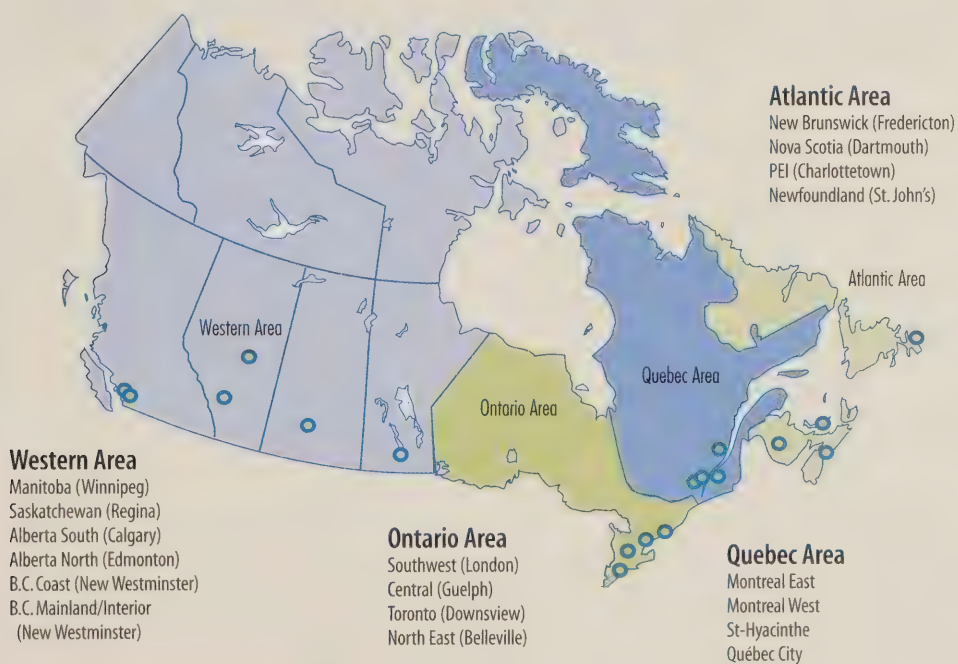 Atlantic Area
New Brunswick (Fredericton)
Nova Scotia (Dartmouth)
PEI (Charlottetown)
Newfoundland (St. John's)
Atlantic Area
Western Area
Quebec Area
Ontario Area
Western Area
Manitoba (Winnipeg)
Saskatchewan (Regina)
Alberta South (Calgary)
Alberta North (Edmonton)
B.C. Coast (New Westminster)
B.C. Mainland/Interior
(New Westminster)
Ontario Area
Southwest (London)
Central (Guelph)
Toronto (Downsview)
North East (Belleville)
Quebec Area
Montreal East
Montreal West
St-Hyacinthe
Québec City